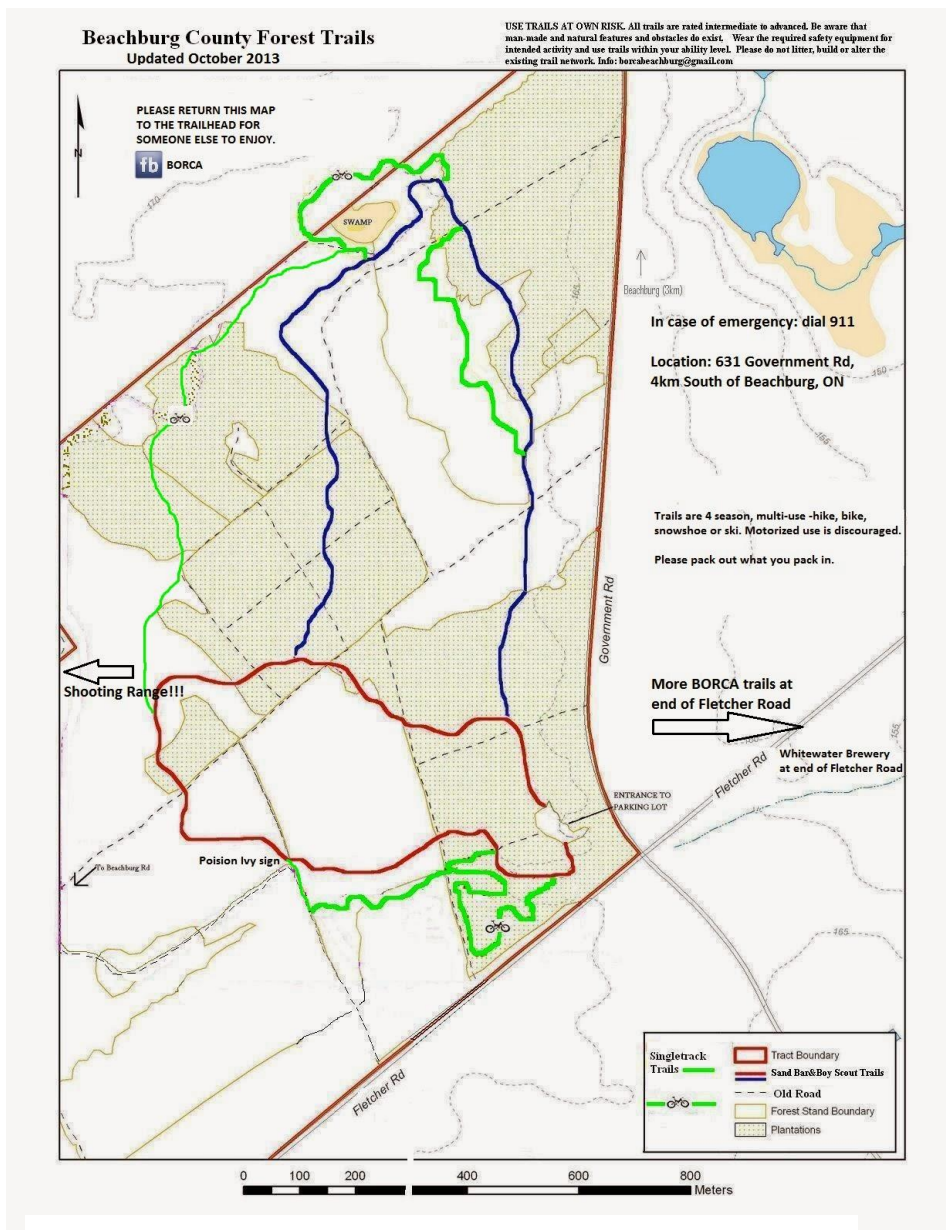 Beachburg County Forest Trails
Updated October 2013
USE TRAILS AT OWN RISK. All trails are rated intermediate to advanced. Be aware that
man-made and natural features and obstacles do exist. Wear the required safety equipment for
intended activity and use trails within your ability level. Please do not litter, build or alter the
existing trail network. Info: borcabeachburg@gmail.com
PLEASE RETURN THIS MAP
TO THE TRAILHEAD FOR
SOMEONE ELSE TO ENJOY.
fb BORCA
N
170
SWAMP
165
Beachburg (3km)
In case of emergency: dial 911
Location: 631 Government Rd,
4km South of Beachburg, ON
150
155
Trails are 4 season, multi-use -hike, bike,
snowshoe or ski. Motorized use is discouraged.
Please pack out what you pack in.
Government Rd
Shooting Range!!!
More BORCA trails at
end of Fletcher Road
160
155
Whitewater Brewery
at end of Fletcher Road
Fletcher Rd
ENTRANCE TO
PARKING LOT
Poision Ivy sign
To Beachburg Rd
165
Fletcher Rd
Singletrack
Trails
Tract Boundary
Sand Bar&Boy Scout Trails
Old Road
Forest Stand Boundary
Plantations
0 100 200 400 600 800
Meters